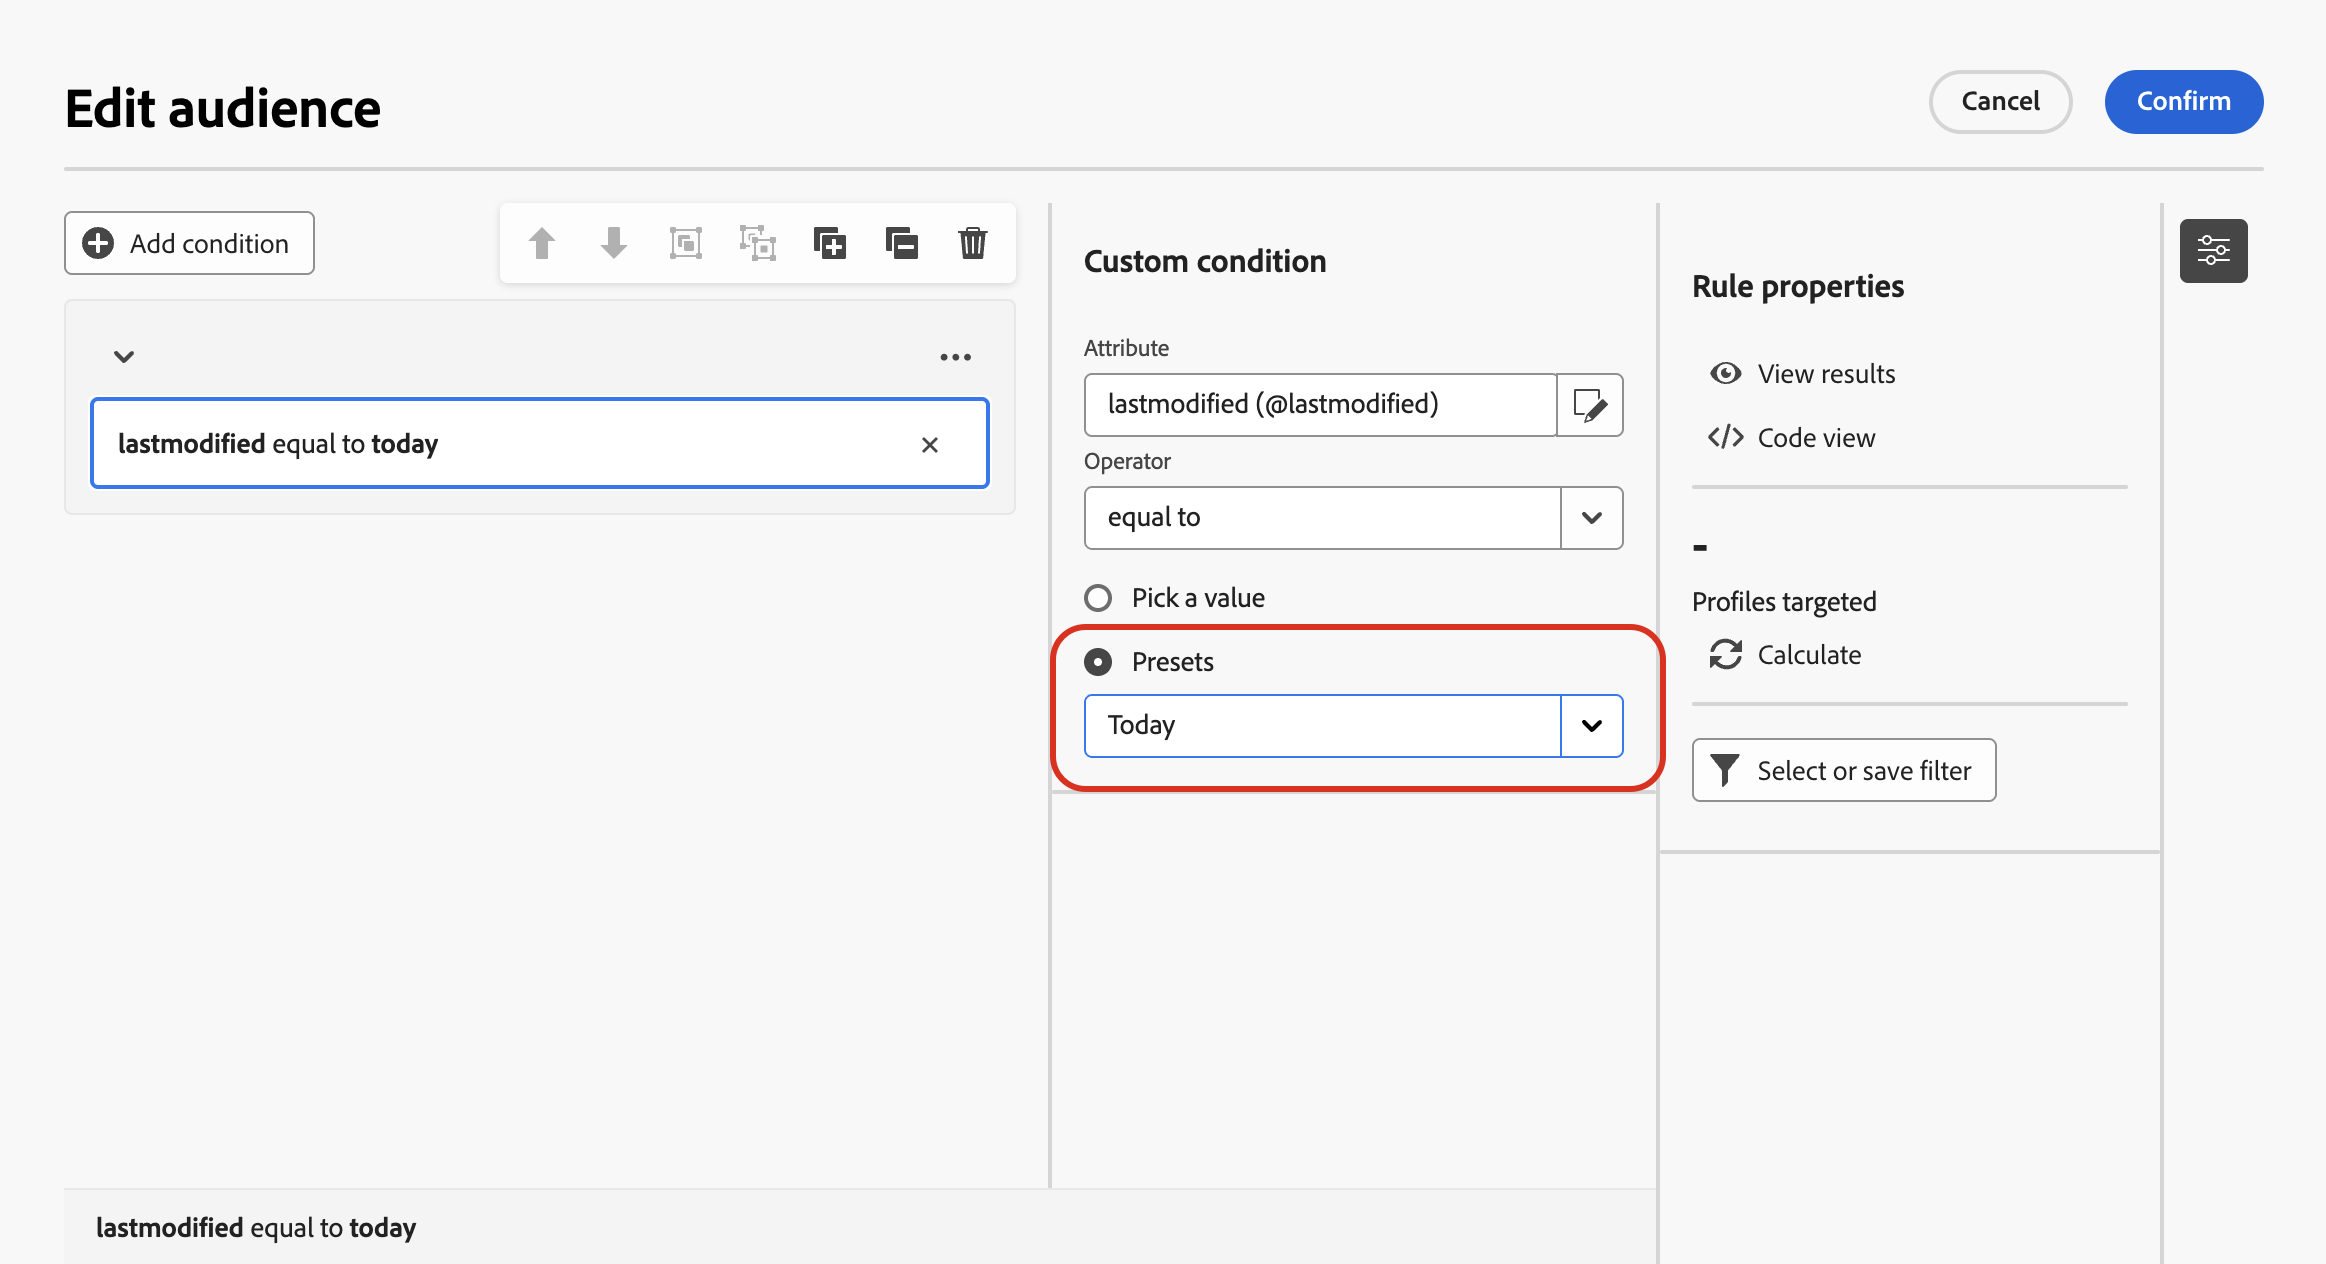 Edit audience
Cancel
Confirm
Add condition
lastmodified equal to today
Custom condition
Attribute
lastmodified (@lastmodified)
Operator
equal to
Pick a value
Presets
Today
Rule properties
View results
Code view
-
Profiles targeted
Calculate
Select or save filter
lastmodified equal to today